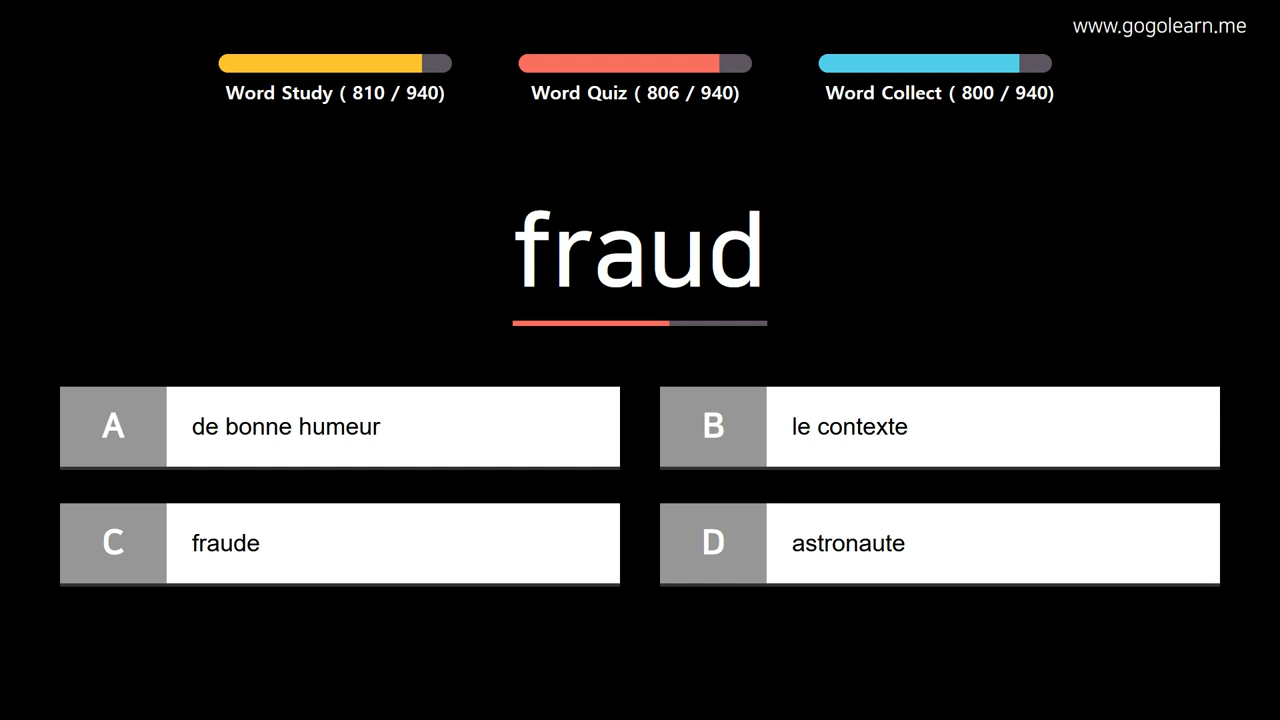 www.gogolearn.me
Word Study ( 810 / 940)
Word Quiz ( 806 / 940)
Word Collect ( 800 / 940)
fraud
A
de bonne humeur
B
le contexte
C
fraude
D
astronaute